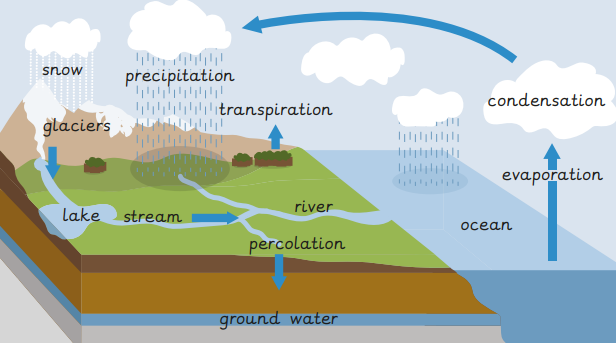 snow
precipitation
condensation
transpiration
glaciers
evaporation
lake
stream
river
ocean
percolation
ground water